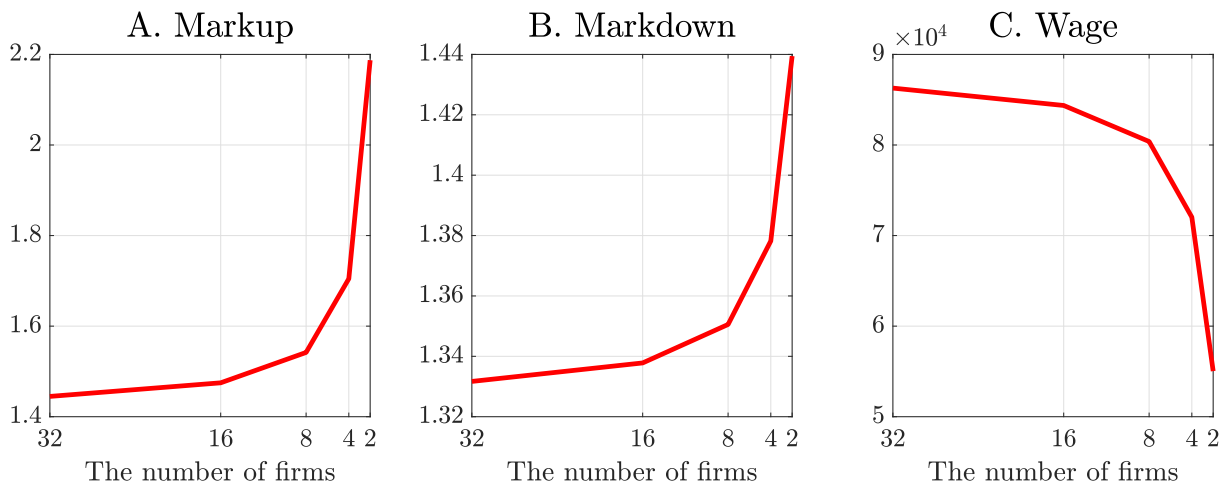 A. Markup
2.2
2
1.8
1.6
1.4
32 16 8 4 2
The number of firms
B. Markdown
1.44
1.42
1.4
1.38
1.36
1.34
1.32
32 16 8 4 2
The number of firms
C. Wage
×10⁴
9
8
7
6
5
32 16 8 4 2
The number of firms